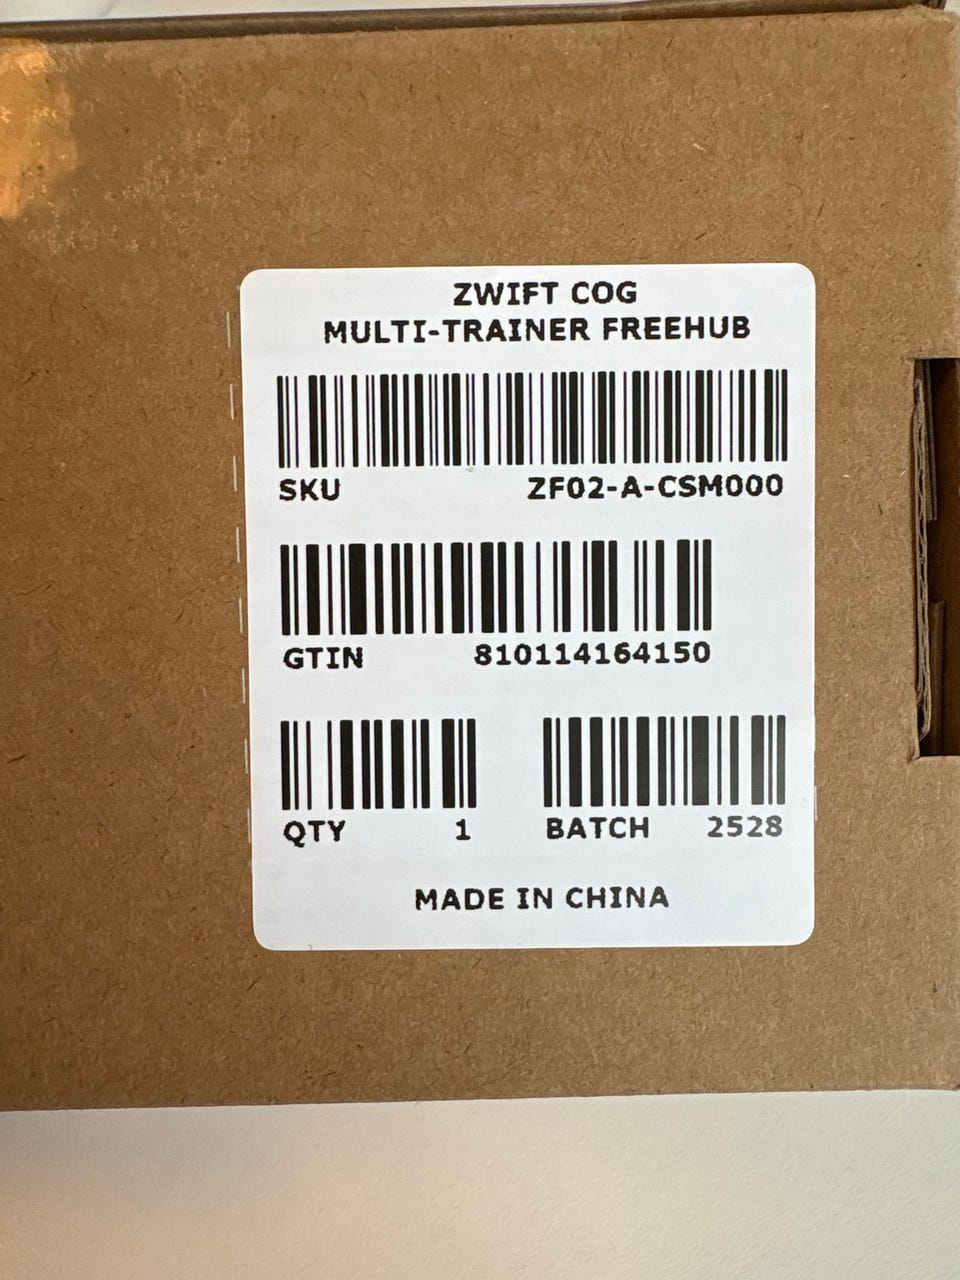 ZWIFT COG
MULTI-TRAINER FREEHUB
SKU ZF02-A-CSM000
GTIN 810114164150
QTY 1 BATCH 2528
MADE IN CHINA